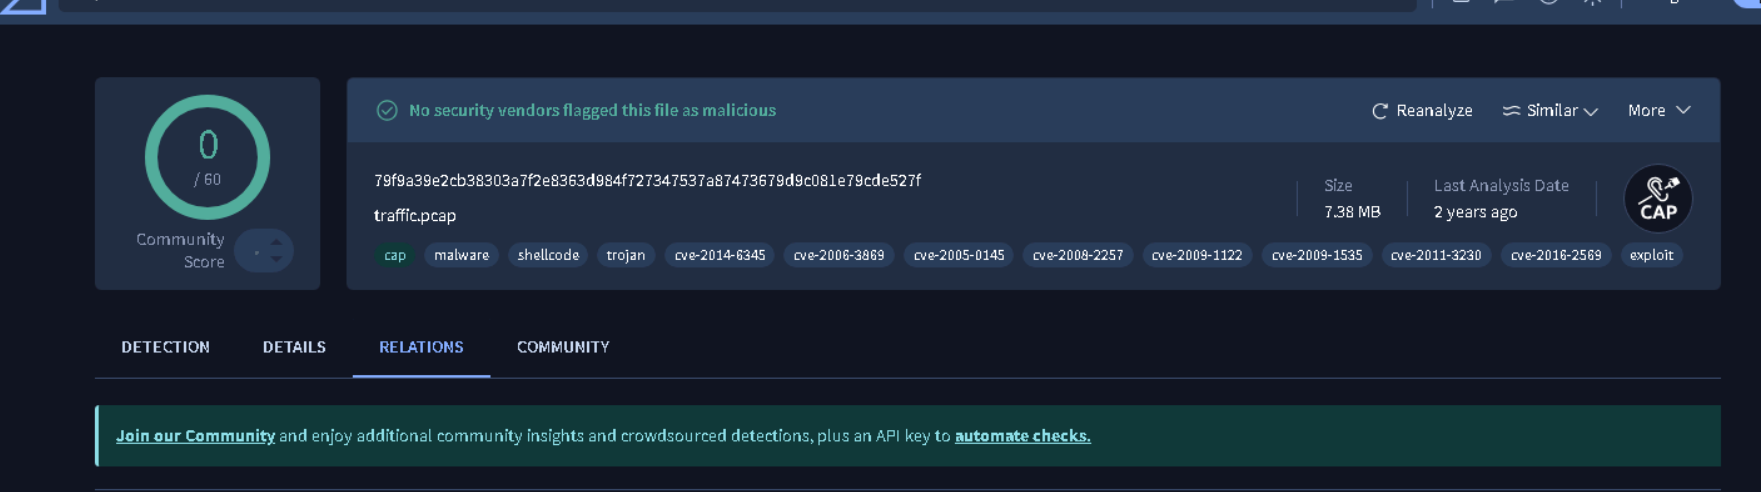 No security vendors flagged this file as malicious
Reanalyze
Similar
More
0
/ 60
Community
Score
79f9a39e2cb38303a7f2e8363d984f727347537a87473679d9c081e79cde527f
traffic.pcap
Size
7.38 MB
Last Analysis Date
2 years ago
CAP
cap malware shellcode trojan cve-2014-6345 cve-2006-3869 cve-2005-0145 cve-2008-2257 cve-2009-1122 cve-2009-1535 cve-2011-3230 cve-2016-2569 exploit
DETECTION DETAILS RELATIONS COMMUNITY
Join our Community and enjoy additional community insights and crowdsourced detections, plus an API key to automate checks.